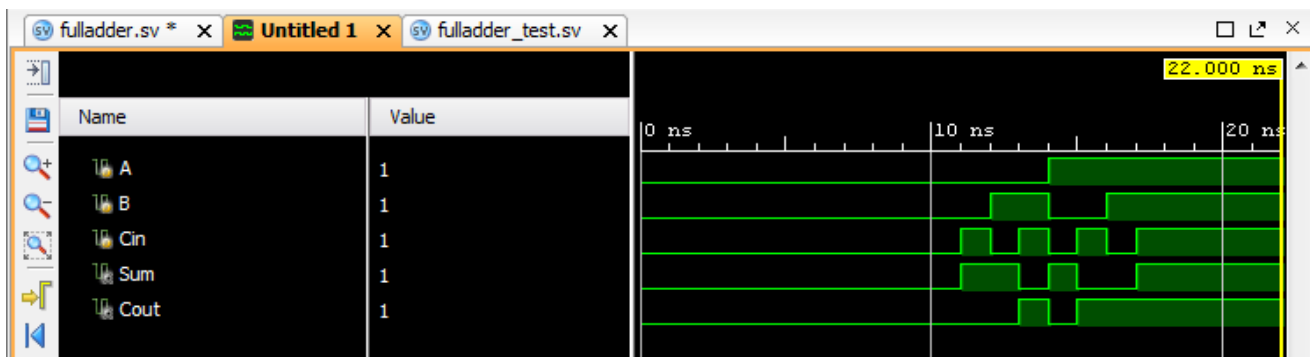 fulladder.sv * Untitled 1 fulladder_test.sv
22.000 ns
Name Value
0 ns 10 ns 20 ns
A 1
B 1
Cin 1
Sum 1
Cout 1